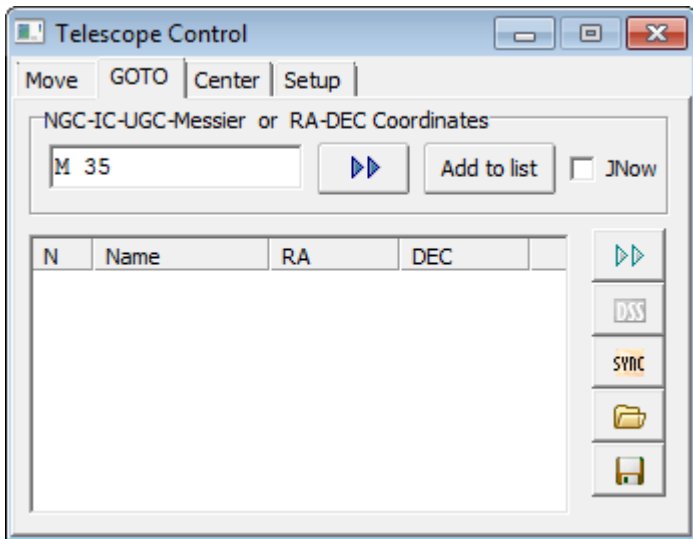 Telescope Control
Move GOTO Center Setup
NGC-IC-UGC-Messier or RA-DEC Coordinates
M 35 Add to list JNow
N Name RA DEC
DSS
SYNC